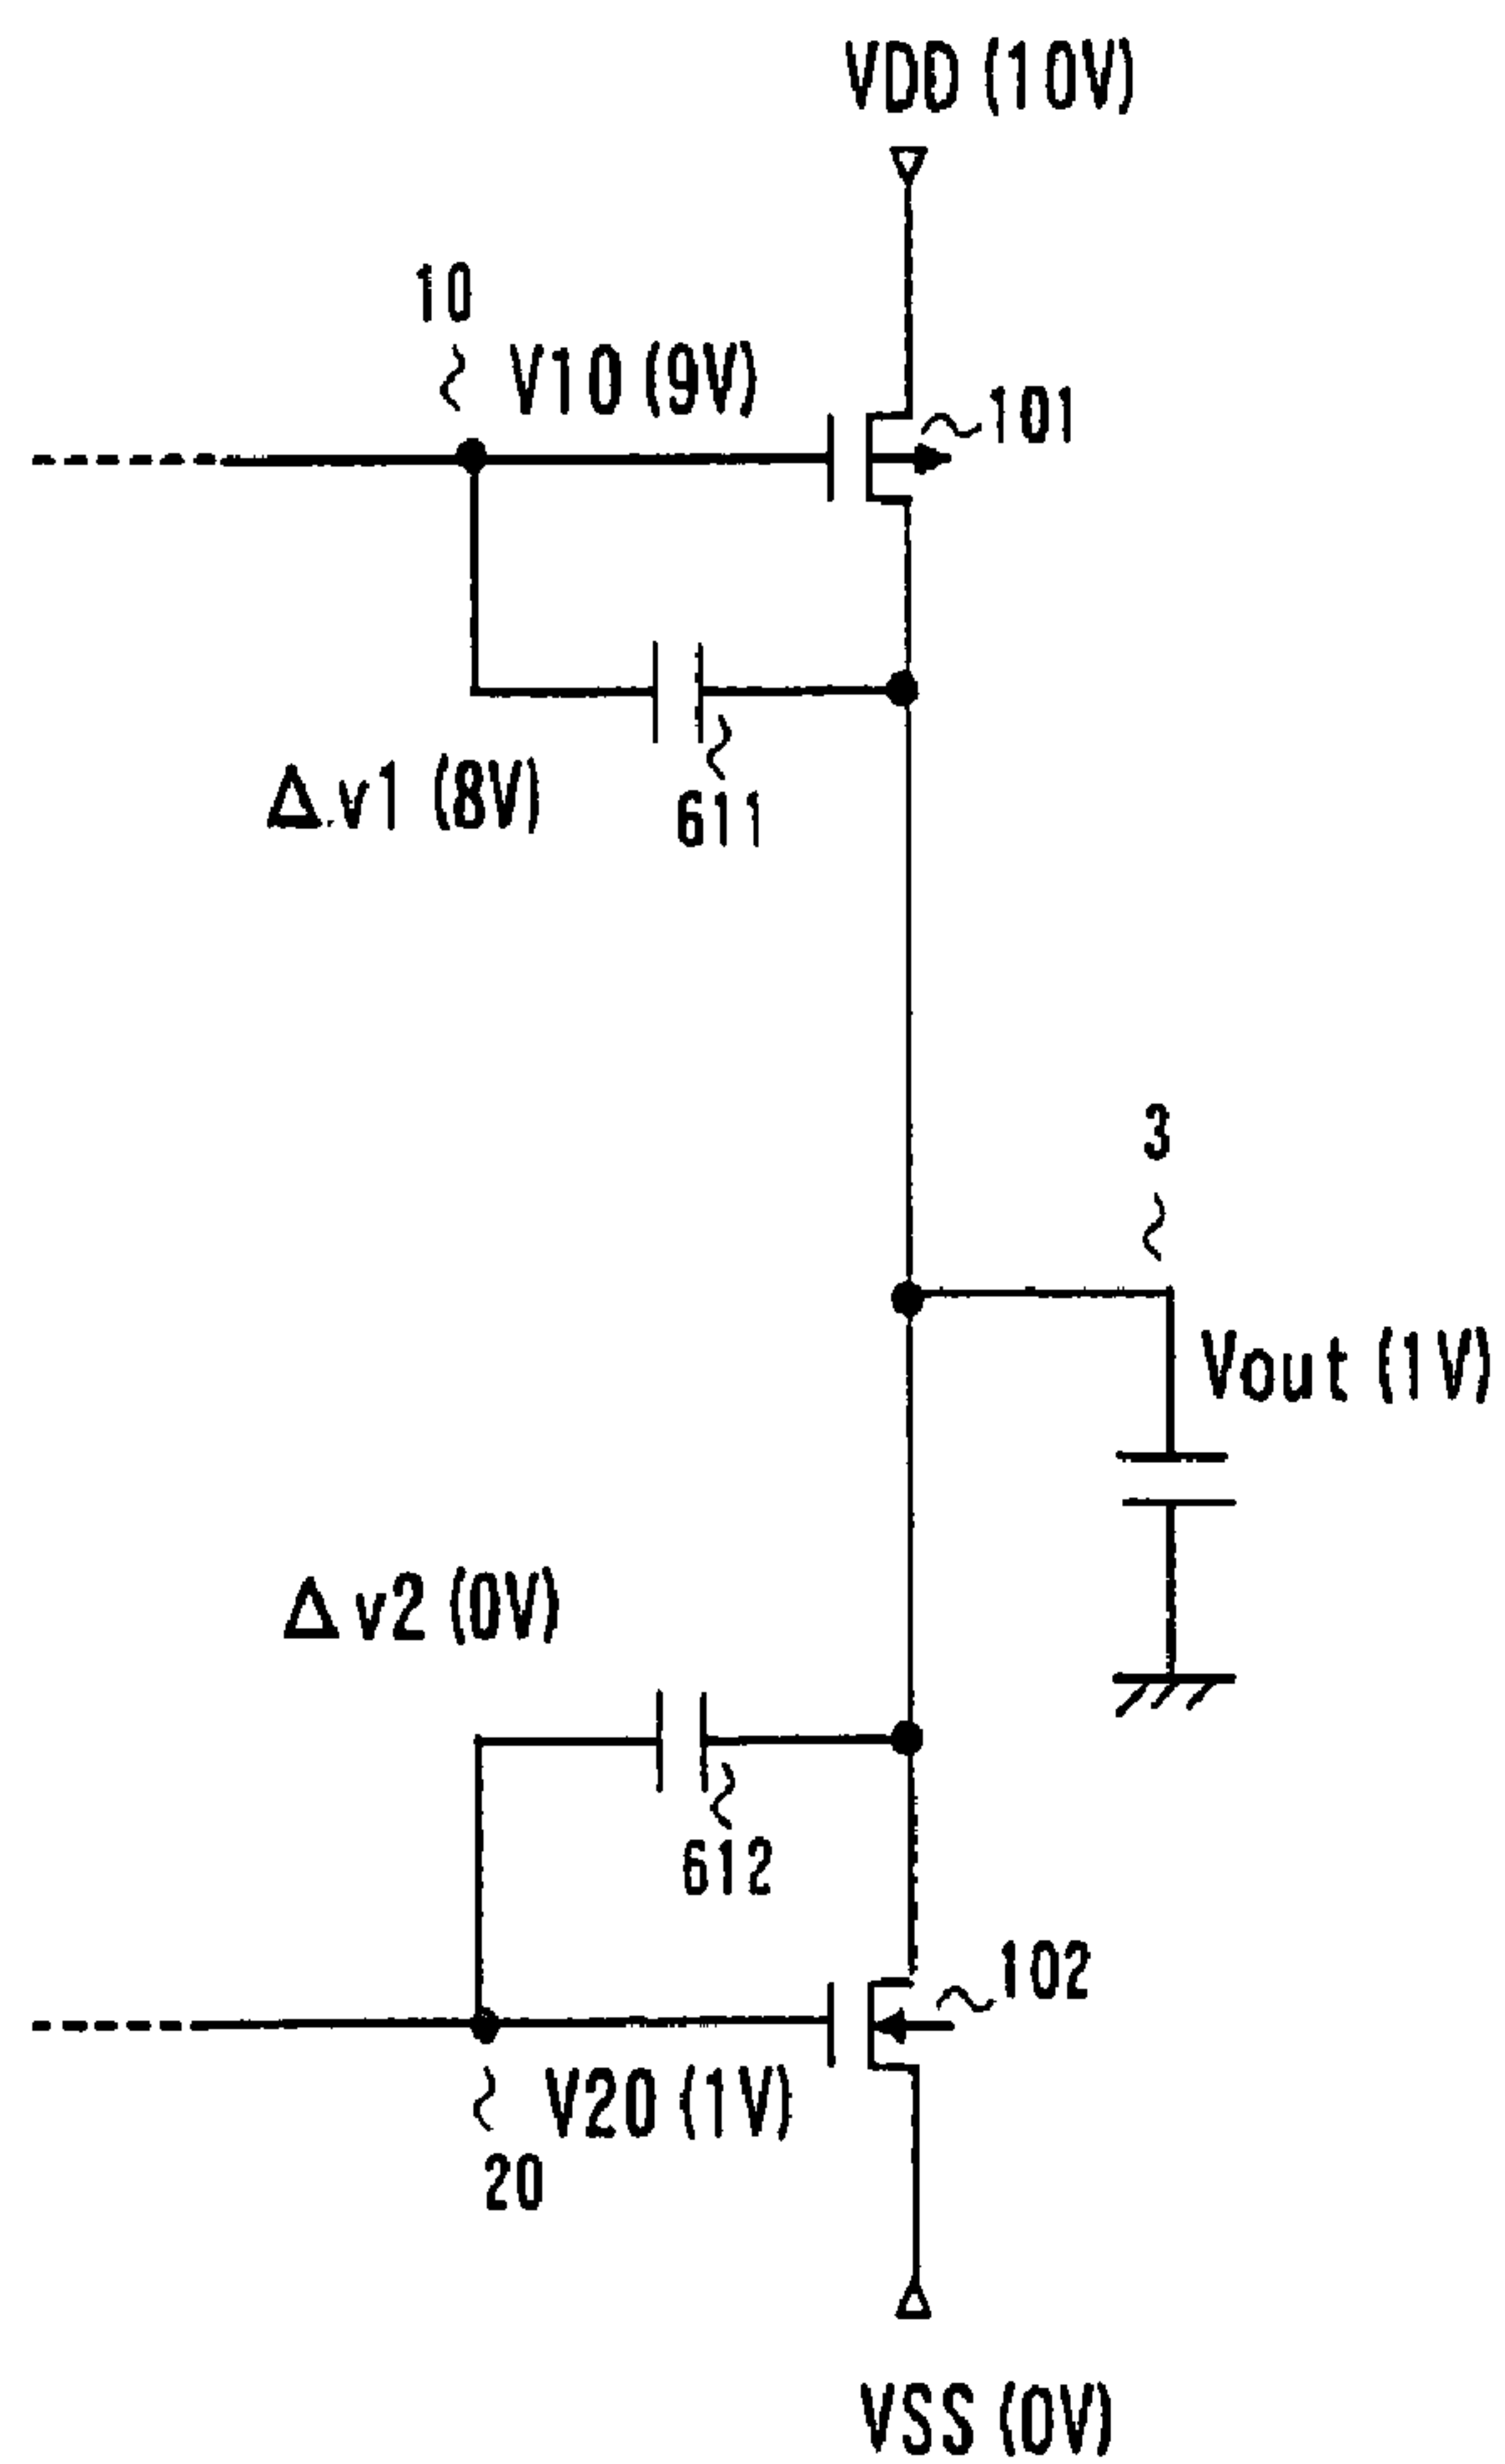 VDD (10V)
10
V10 (9V)
101
Δv1 (8V)
611
3
Vout (1V)
Δv2 (0V)
612
102
V20 (1V)
20
VSS (0V)